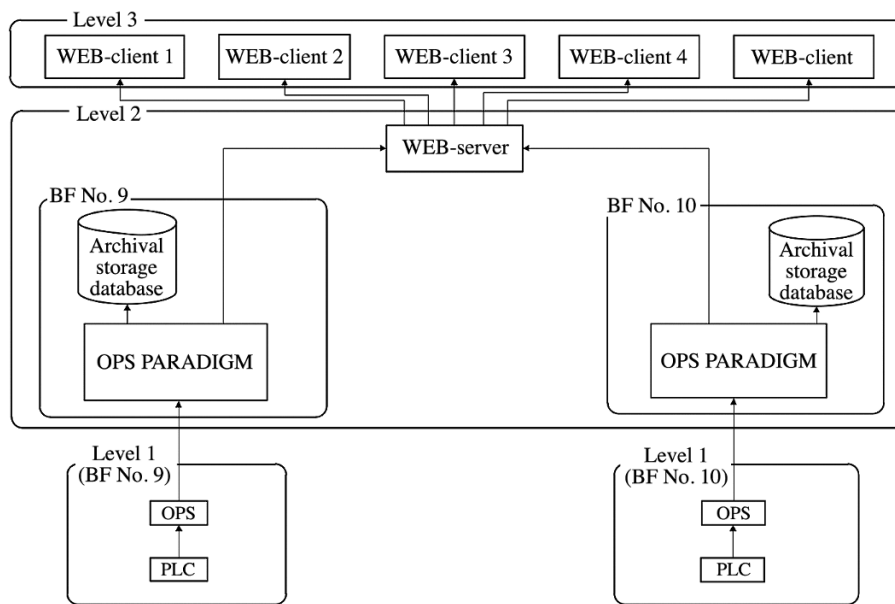 Level 3
WEB-client 1
WEB-client 2
WEB-client 3
WEB-client 4
WEB-client
Level 2
WEB-server
BF No. 9
Archival
storage
database
OPS PARADIGM
BF No. 10
Archival
storage
database
OPS PARADIGM
Level 1
(BF No. 9)
OPS
PLC
Level 1
(BF No. 10)
OPS
PLC